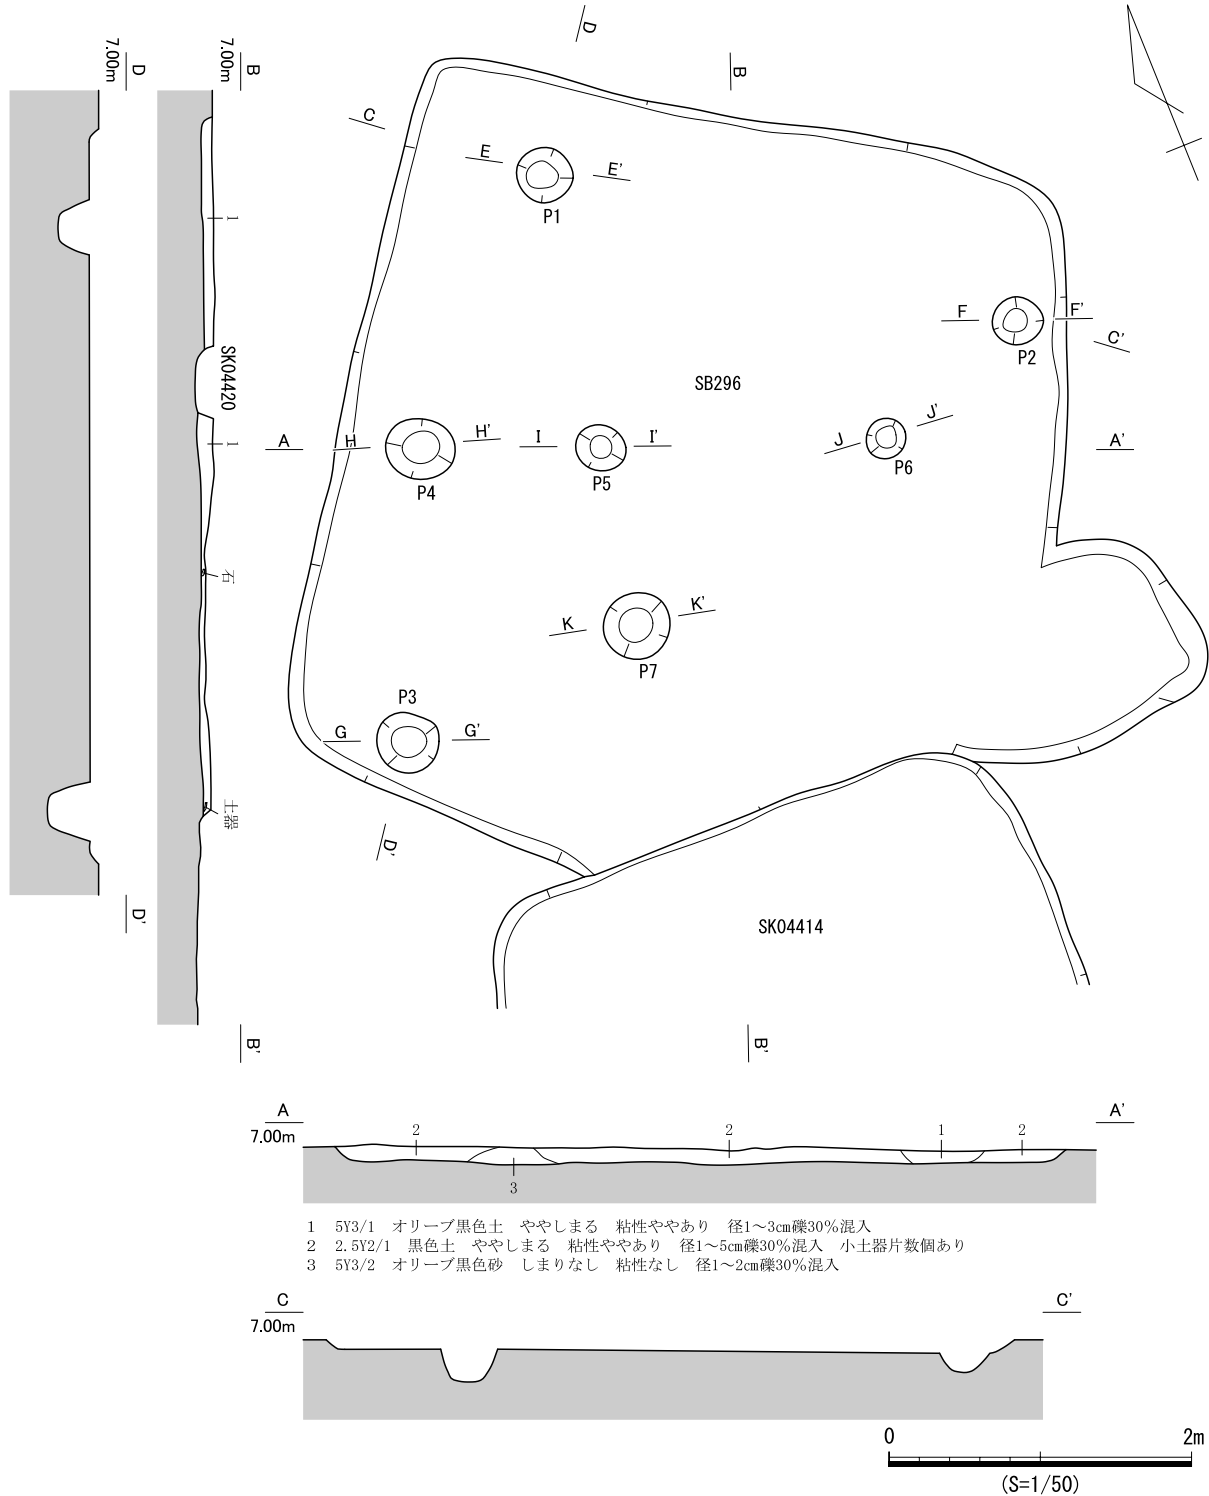 D
B
C
E
E'
P1
F
F'
P2
C'
SB296
A
H
H'
P4
I
I'
P5
J
J'
P6
A'
K
K'
P7
P3
G
G'
D'
SK04414
B'
D
7.00m
D'
B
7.00m
1
SK04420
1
石
土器
B'
A
7.00m
2
3
2
1
2
A'
1 5Y3/1 オリーブ黒色土 ややしまる 粘性ややあり 径1～3cm礫30%混入
2 2.5Y2/1 黒色土 ややしまる 粘性ややあり 径1～5cm礫30%混入 小土器片数個あり
3 5Y3/2 オリーブ黒色砂 しまりなし 粘性なし 径1～2cm礫30%混入
C
7.00m
C'
0 2m
(S=1/50)